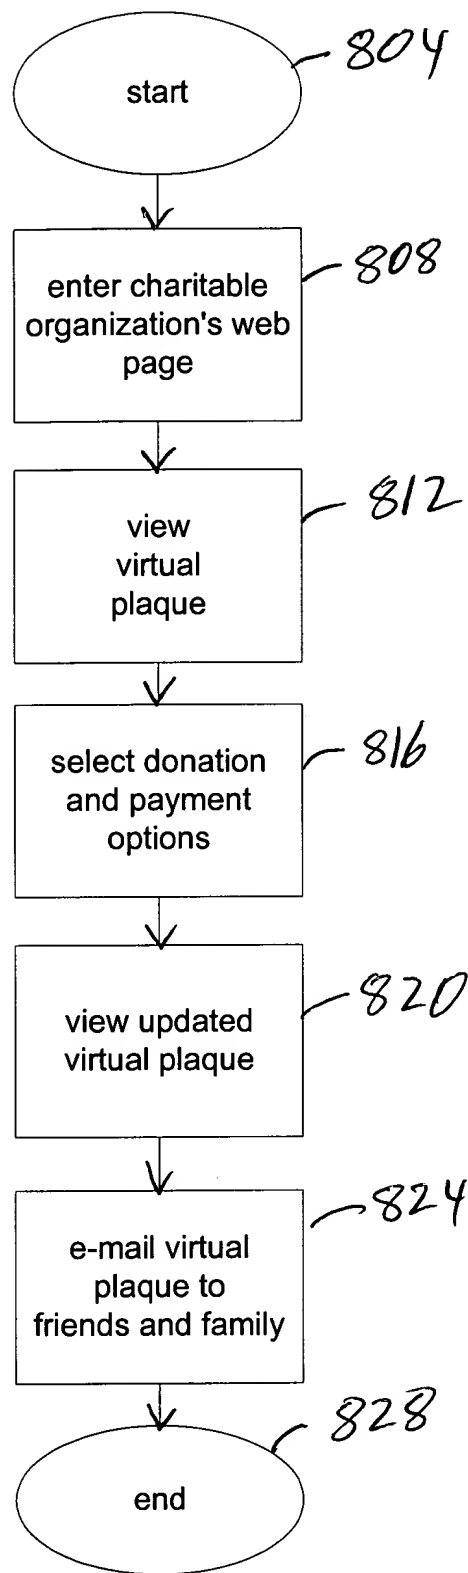 start
804
enter charitable
organization's web
page
808
view
virtual
plaque
812
select donation
and payment
options
816
view updated
virtual plaque
820
e-mail virtual
plaque to
friends and family
824
end
828